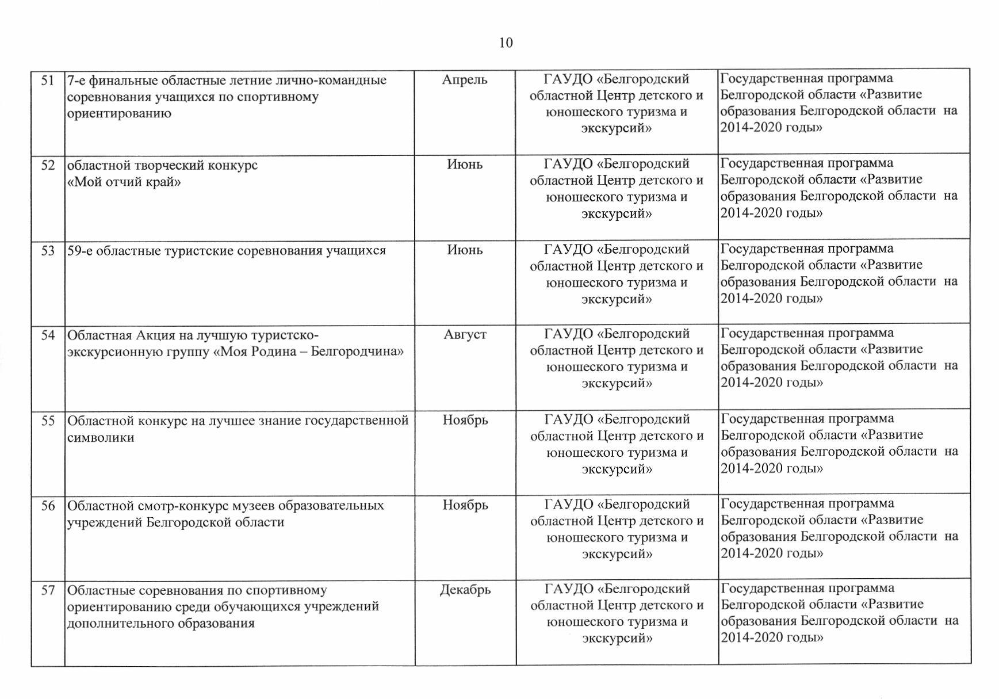 10
51
7-е финальные областные летние лично-командные
соревнования учащихся по спортивному
ориентированию
Апрель
ГАУДО «Белгородский
областной Центр детского и
юношеского туризма и
экскурсий»
Государственная программа
Белгородской области «Развитие
образования Белгородской области на
2014-2020 годы»
52
областной творческий конкурс
«Мой отчий край»
Июнь
ГАУДО «Белгородский
областной Центр детского и
юношеского туризма и
экскурсий»
Государственная программа
Белгородской области «Развитие
образования Белгородской области на
2014-2020 годы»
53
59-е областные туристские соревнования учащихся
Июнь
ГАУДО «Белгородский
областной Центр детского и
юношеского туризма и
экскурсий»
Государственная программа
Белгородской области «Развитие
образования Белгородской области на
2014-2020 годы»
54
Областная Акция на лучшую туристско-
экскурсионную группу «Моя Родина – Белгородчина»
Август
ГАУДО «Белгородский
областной Центр детского и
юношеского туризма и
экскурсий»
Государственная программа
Белгородской области «Развитие
образования Белгородской области на
2014-2020 годы»
55
Областной конкурс на лучшее знание государственной
символики
Ноябрь
ГАУДО «Белгородский
областной Центр детского и
юношеского туризма и
экскурсий»
Государственная программа
Белгородской области «Развитие
образования Белгородской области на
2014-2020 годы»
56
Областной смотр-конкурс музеев образовательных
учреждений Белгородской области
Ноябрь
ГАУДО «Белгородский
областной Центр детского и
юношеского туризма и
экскурсий»
Государственная программа
Белгородской области «Развитие
образования Белгородской области на
2014-2020 годы»
57
Областные соревнования по спортивному
ориентированию среди обучающихся учреждений
дополнительного образования
Декабрь
ГАУДО «Белгородский
областной Центр детского и
юношеского туризма и
экскурсий»
Государственная программа
Белгородской области «Развитие
образования Белгородской области на
2014-2020 годы»